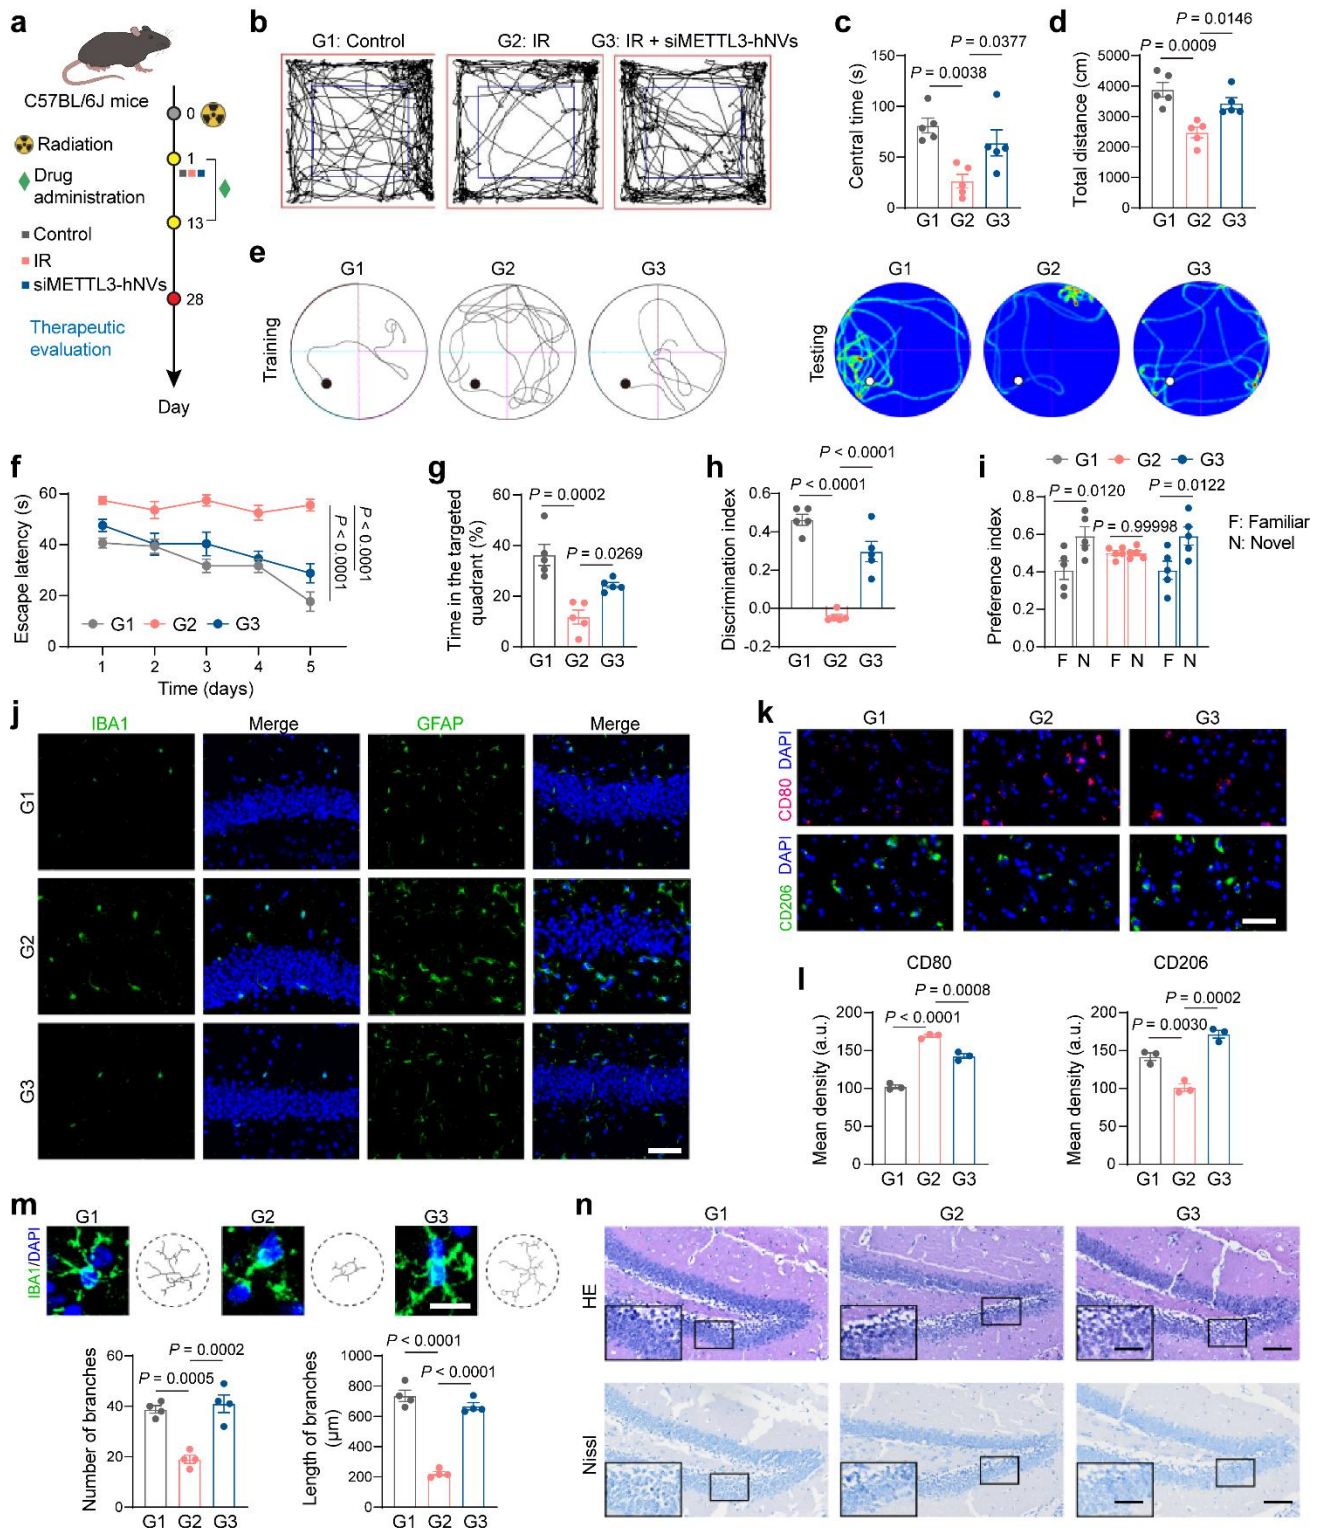 a
C57BL/6J mice
Radiation
Drug
administration
Control
IR
siMETTL3-hNVs
Therapeutic
evaluation
0
1
13
28
Day
b
G1: Control
G2: IR
G3: IR + siMETTL3-hNVs
c
P = 0.0377
P = 0.0038
Central time (s)
150
100
50
0
G1
G2
G3
d
P = 0.0146
P = 0.0009
Total distance (cm)
5000
4000
3000
2000
1000
0
G1
G2
G3
e
Training
G1
G2
G3
Testing
G1
G2
G3
f
Escape latency (s)
60
40
20
0
G1
G2
G3
P < 0.0001
P < 0.0001
1
2
3
4
5
Time (days)
g
Time in the targeted
quadrant (%)
60
40
20
0
P = 0.0002
P = 0.0269
G1
G2
G3
h
P < 0.0001
P < 0.0001
Discrimination index
0.6
0.4
0.2
0.0
-0.2
G1
G2
G3
i
G1
G2
G3
P = 0.0120
P = 0.0122
P = 0.99998
F: Familiar
N: Novel
Preference index
0.8
0.6
0.4
0.2
0.0
F
N
F
N
F
N
j
IBA1
Merge
GFAP
Merge
G1
G2
G3
k
G1
G2
G3
CD80 DAPI
CD206 DAPI
l
CD80
P = 0.0008
P < 0.0001
Mean density (a.u.)
200
150
100
50
0
G1
G2
G3
CD206
P = 0.0002
P = 0.0030
Mean density (a.u.)
200
150
100
50
0
G1
G2
G3
m
G1
G2
G3
IBA1/DAPI
P = 0.0002
P = 0.0005
Number of branches
60
40
20
0
G1
G2
G3
P < 0.0001
P < 0.0001
Length of branches
(μm)
1000
800
600
400
200
0
G1
G2
G3
n
G1
G2
G3
HE
Nissl